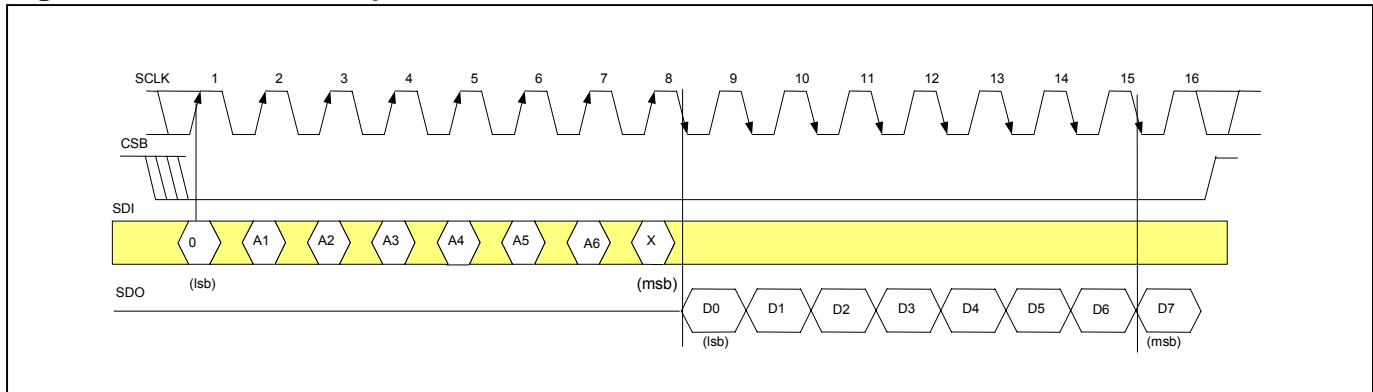 SCLK 1 2 3 4 5 6 7 8 9 10 11 12 13 14 15 16
CSB
SDI
0 A1 A2 A3 A4 A5 A6 X
(lsb) (msb)
SDO
D0 D1 D2 D3 D4 D5 D6 D7
(lsb) (msb)